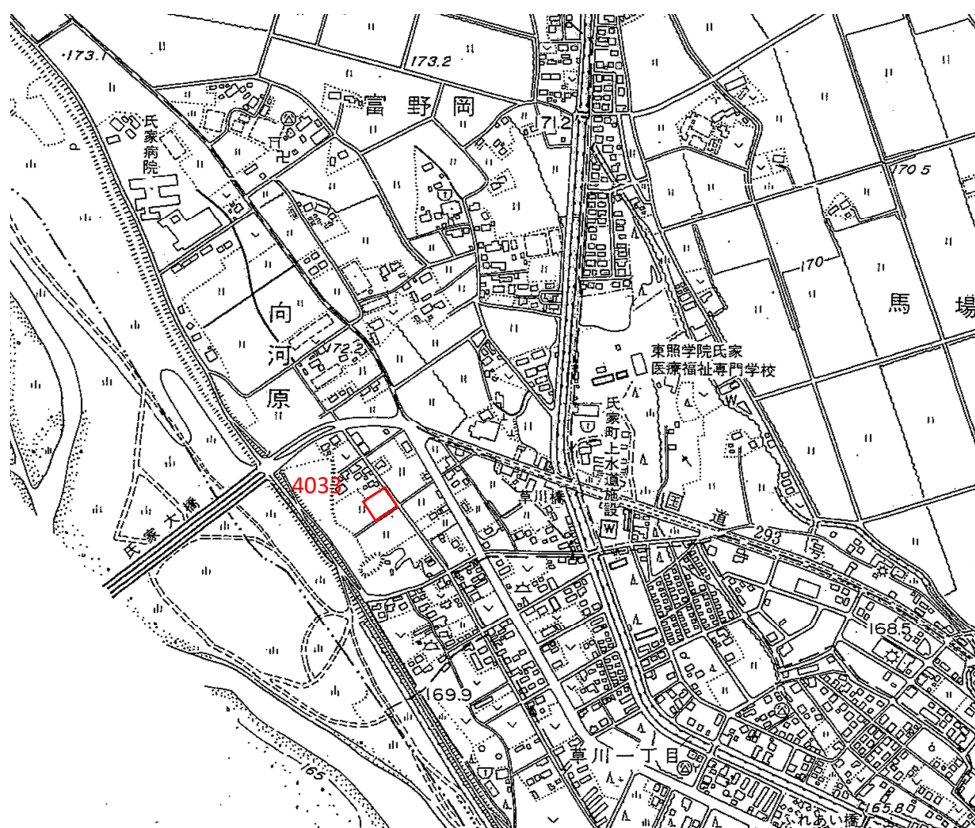 173.1
173.2
富野岡
171.2
氏家病院
170.5
170
馬場
向河原
172.2
東照学院氏家
医療福祉専門学校
W
氏家町上水道施設
4033
草川橋
W
国道
293
号
氏家大橋
168.5
169.9
165
草川一丁目
165.8
ふれあい橋